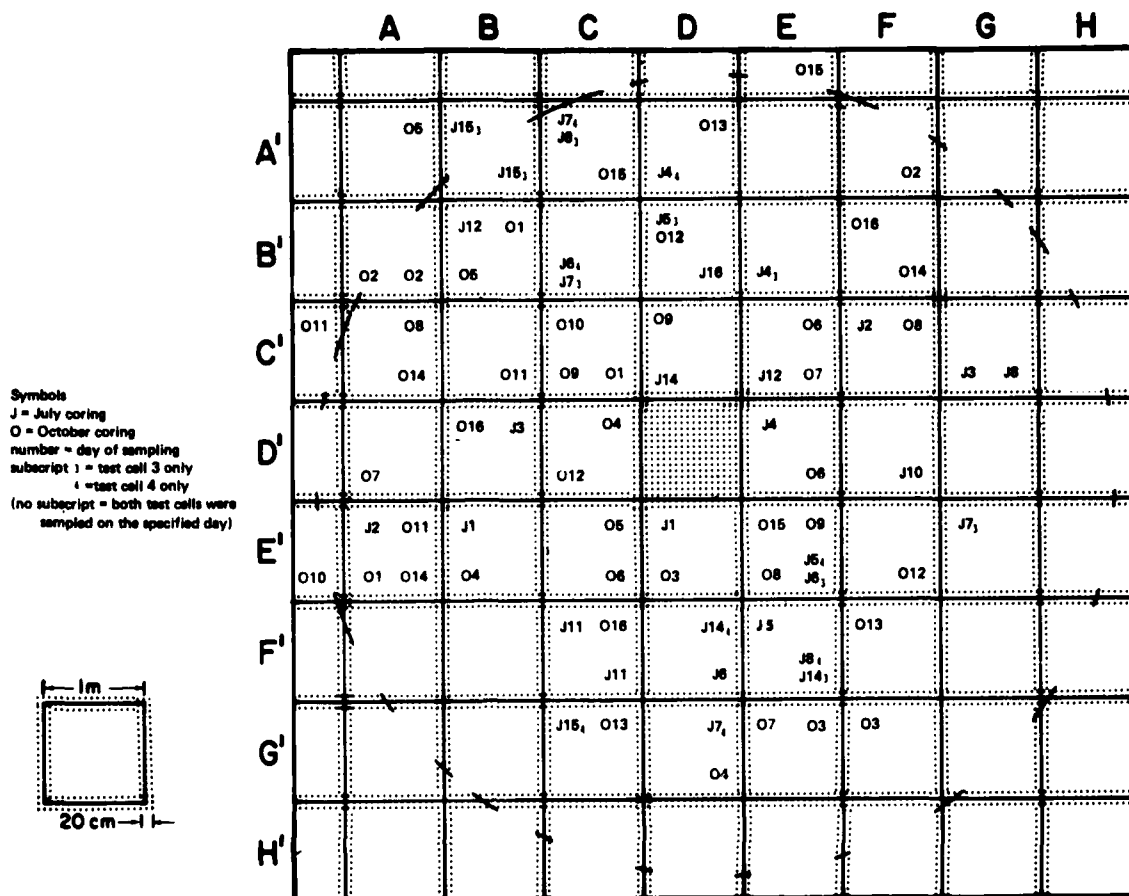 A B C D E F G H
O15
A' O6 J15₃ J7₄ O13
J8₃
J15₃ O15 J4₄ O2
B' J12 O1 J5₃ O16
O12
O2 O2 O5 J6₄ J16 J4₃ O14
J7₃
C' O11 O8 O10 O9 O6 J2 O8
O14 O11 O9 O1 J14 J12 O7 J3 J8
Symbols
J = July coring
O = October coring
number = day of sampling
subscript ₃ = test cell 3 only
₄ = test cell 4 only
(no subscript = both test cells were
sampled on the specified day)
D' O16 J3 O4 J4
O7 O12 O6 J10
E' J2 O11 J1 O5 J1 O15 O9 J7₃
J5₄
O10 O1 O14 O4 O6 O3 O8 J6₃ O12
F' J11 O16 J14₄ J5 O13
J8₄
J11 J6 J14₃
1m
G' J15₄ O13 J7₄ O7 O3 O3
O4
20 cm
H'